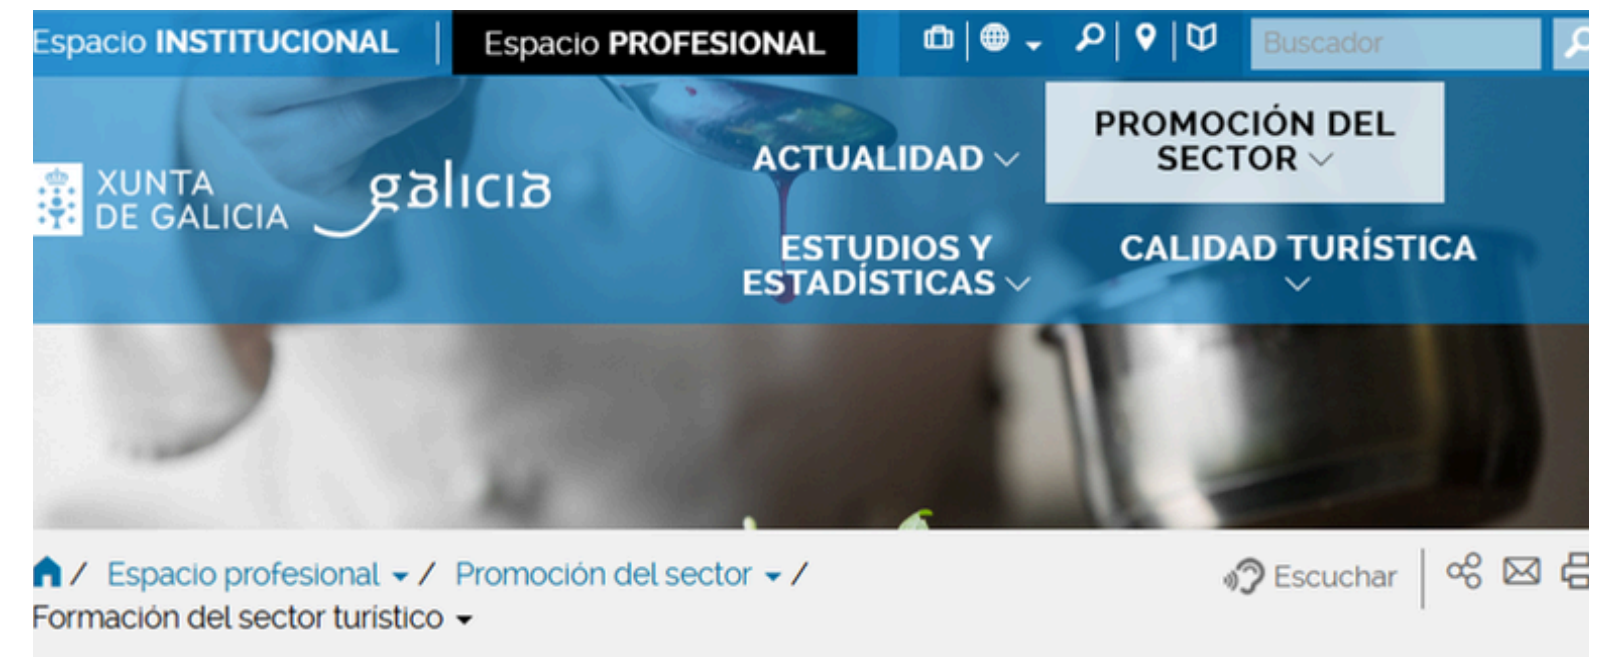 Espacio INSTITUCIONAL
Espacio PROFESIONAL
Buscador
XUNTA
DE GALICIA
galicia
ACTUALIDAD
PROMOCIÓN DEL
SECTOR
ESTUDIOS Y
ESTADÍSTICAS
CALIDAD TURÍSTICA
/ Espacio profesional / Promoción del sector /
Formación del sector turístico
Escuchar